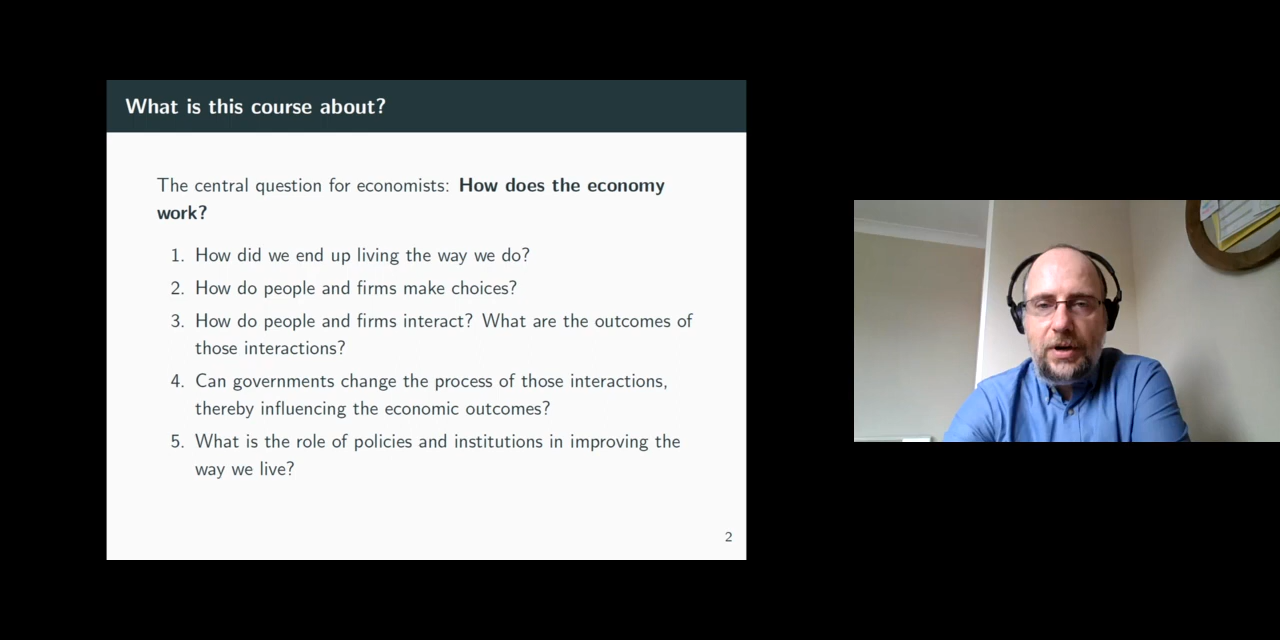 What is this course about?
The central question for economists: How does the economy
work?
1. How did we end up living the way we do?
2. How do people and firms make choices?
3. How do people and firms interact? What are the outcomes of
those interactions?
4. Can governments change the process of those interactions,
thereby influencing the economic outcomes?
5. What is the role of policies and institutions in improving the
way we live?
2